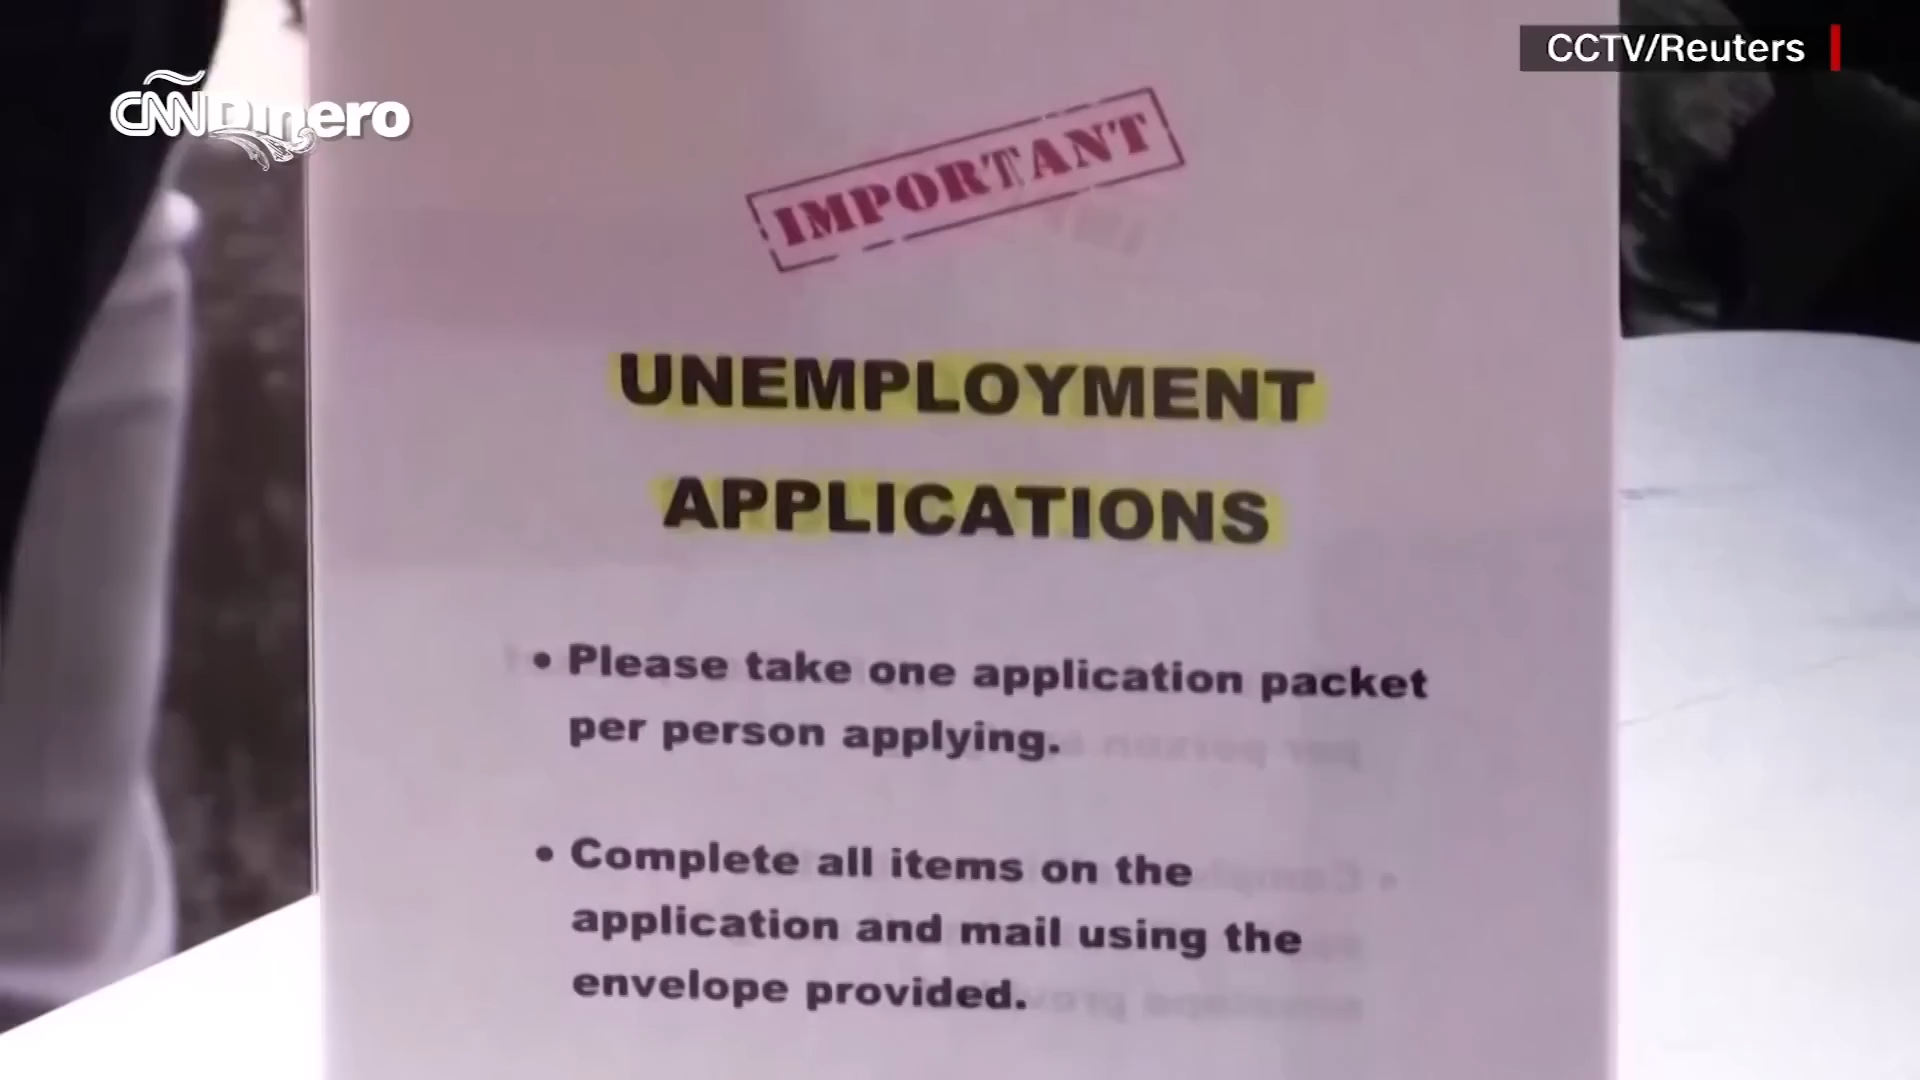 CCTV/Reuters
CNNDinero
IMPORTANT
UNEMPLOYMENT
APPLICATIONS
• Please take one application packet
per person applying.
• Complete all items on the
application and mail using the
envelope provided.